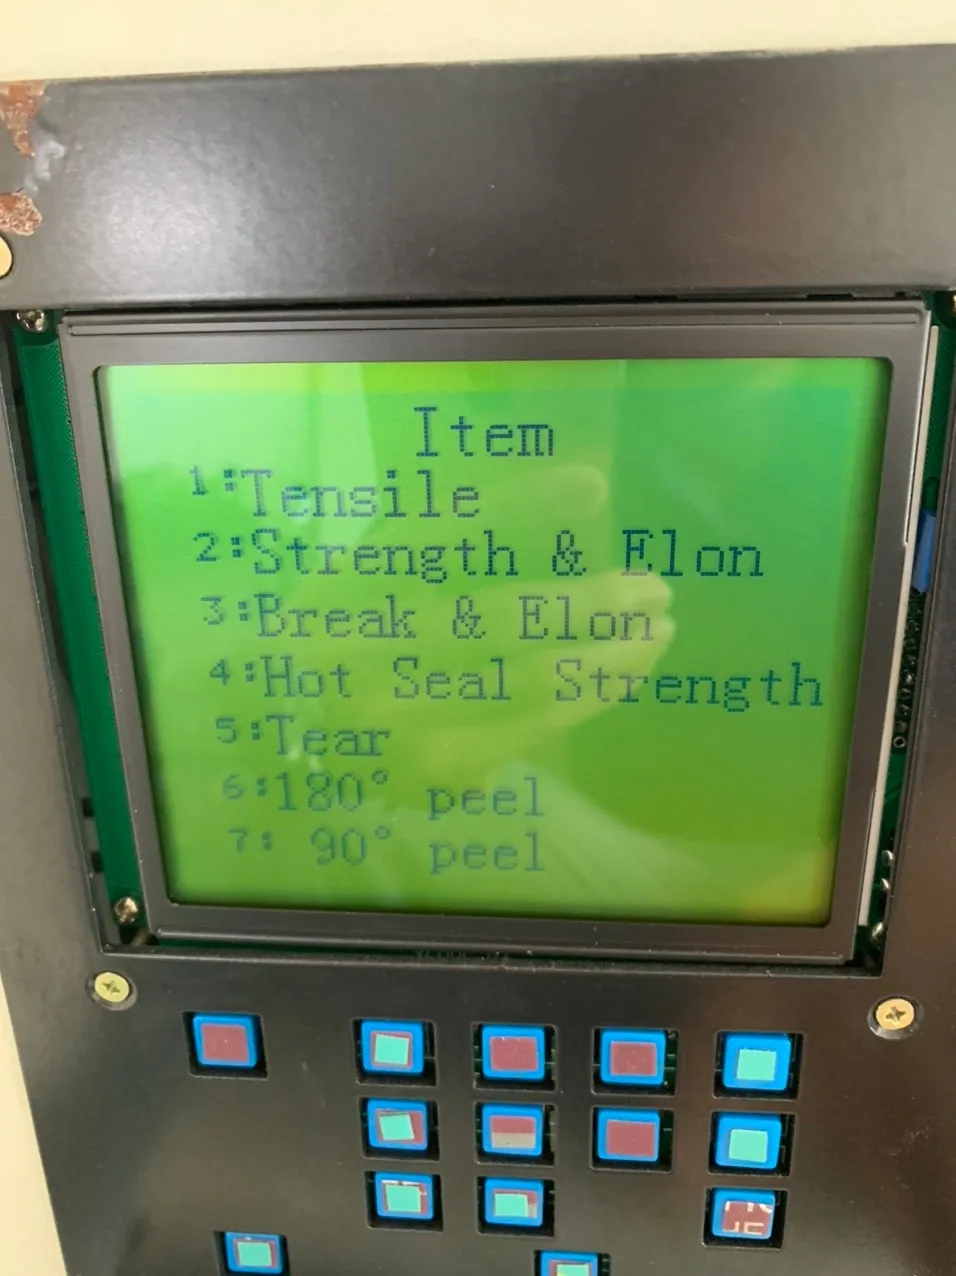 Item
1:Tensile
2:Strength & Elon
3:Break & Elon
4:Hot Seal Strength
5:Tear
6:180° peel
7: 90° peel